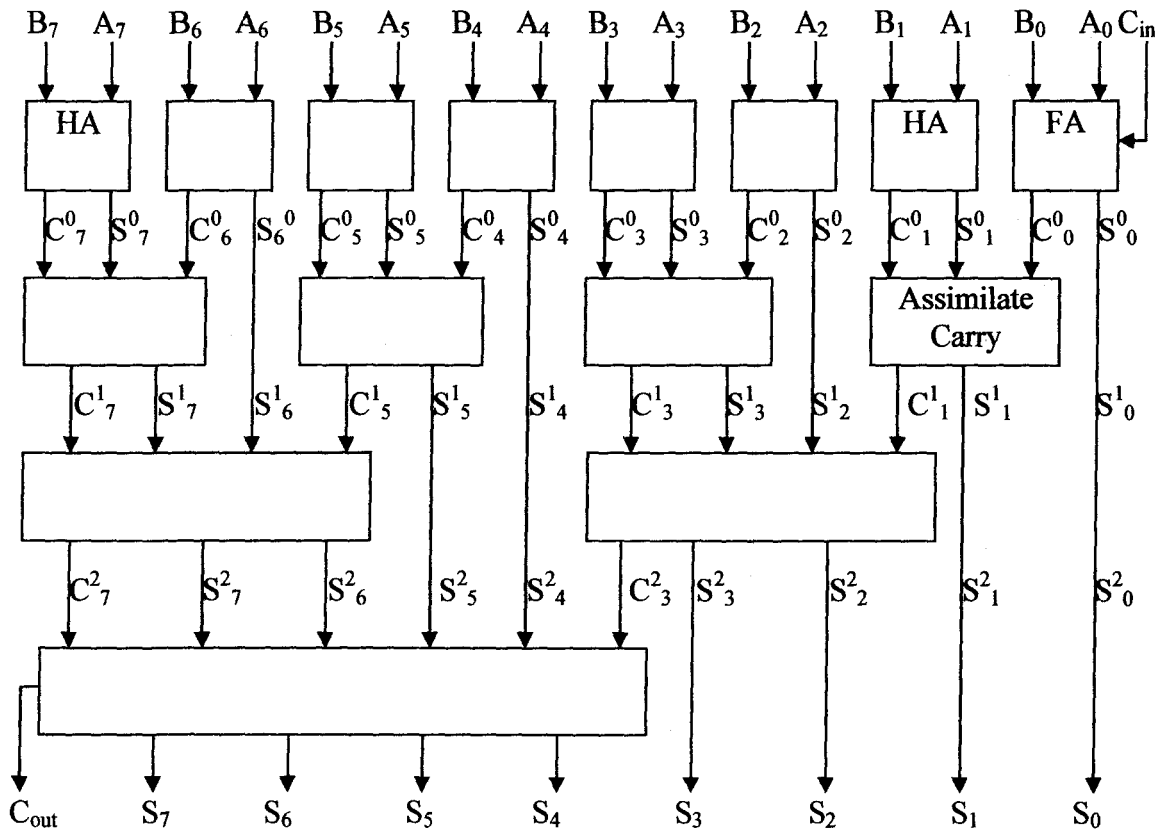 B₇ A₇ B₆ A₆ B₅ A₅ B₄ A₄ B₃ A₃ B₂ A₂ B₁ A₁ B₀ A₀ C_in
HA HA FA
C⁰₇ S⁰₇ C⁰₆ S₆⁰ C⁰₅ S⁰₅ C⁰₄ S⁰₄ C⁰₃ S⁰₃ C⁰₂ S⁰₂ C⁰₁ S⁰₁ C⁰₀ S⁰₀
Assimilate
Carry
C¹₇ S¹₇ S¹₆ C¹₅ S¹₅ S¹₄ C¹₃ S¹₃ S¹₂ C¹₁ S¹₁ S¹₀
C²₇ S²₇ S²₆ S²₅ S²₄ C²₃ S²₃ S²₂ S²₁ S²₀
C_out S₇ S₆ S₅ S₄ S₃ S₂ S₁ S₀